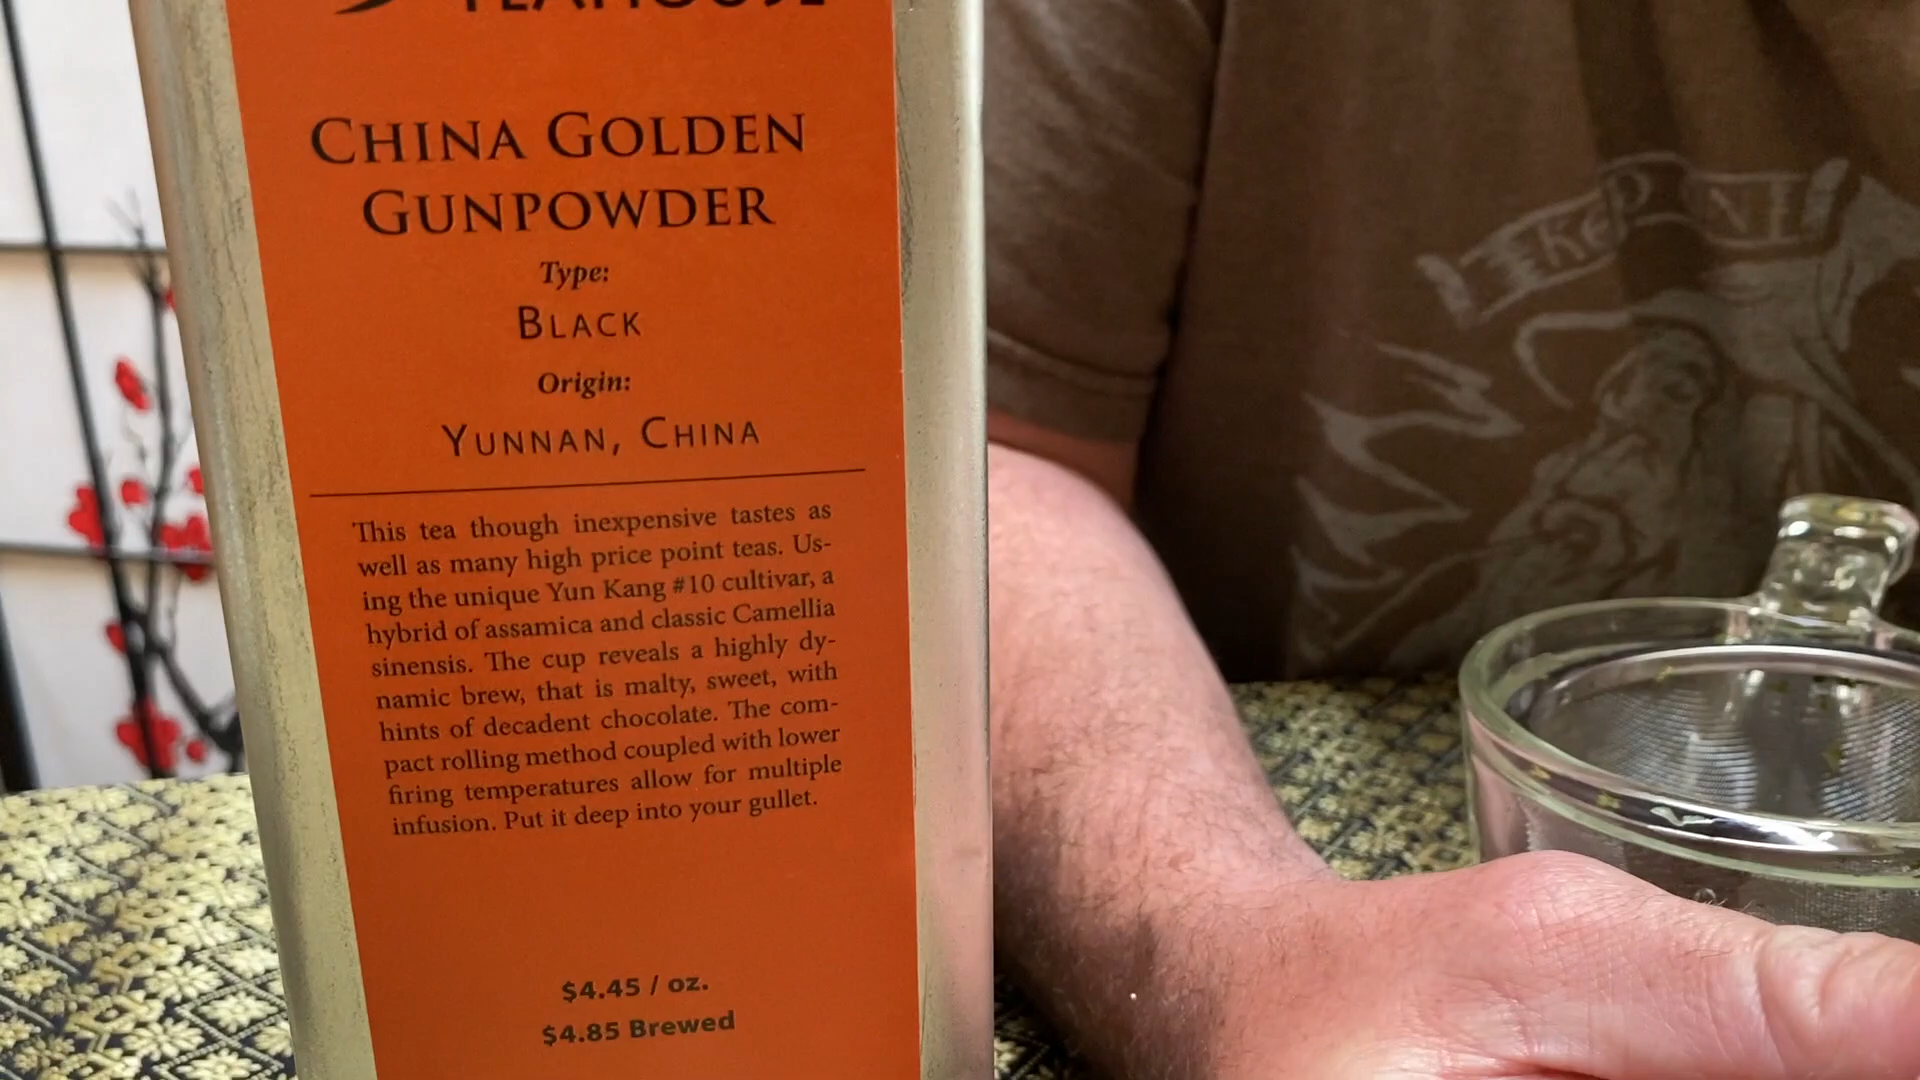 TEAHOUSE
CHINA GOLDEN
GUNPOWDER
Type:
BLACK
Origin:
YUNNAN, CHINA
This tea though inexpensive tastes as
well as many high price point teas. Us-
ing the unique Yun Kang #10 cultivar, a
hybrid of assamica and classic Camellia
sinensis. The cup reveals a highly dy-
namic brew, that is malty, sweet, with
hints of decadent chocolate. The com-
pact rolling method coupled with lower
firing temperatures allow for multiple
infusion. Put it deep into your gullet.
$4.45 / oz.
$4.85 Brewed